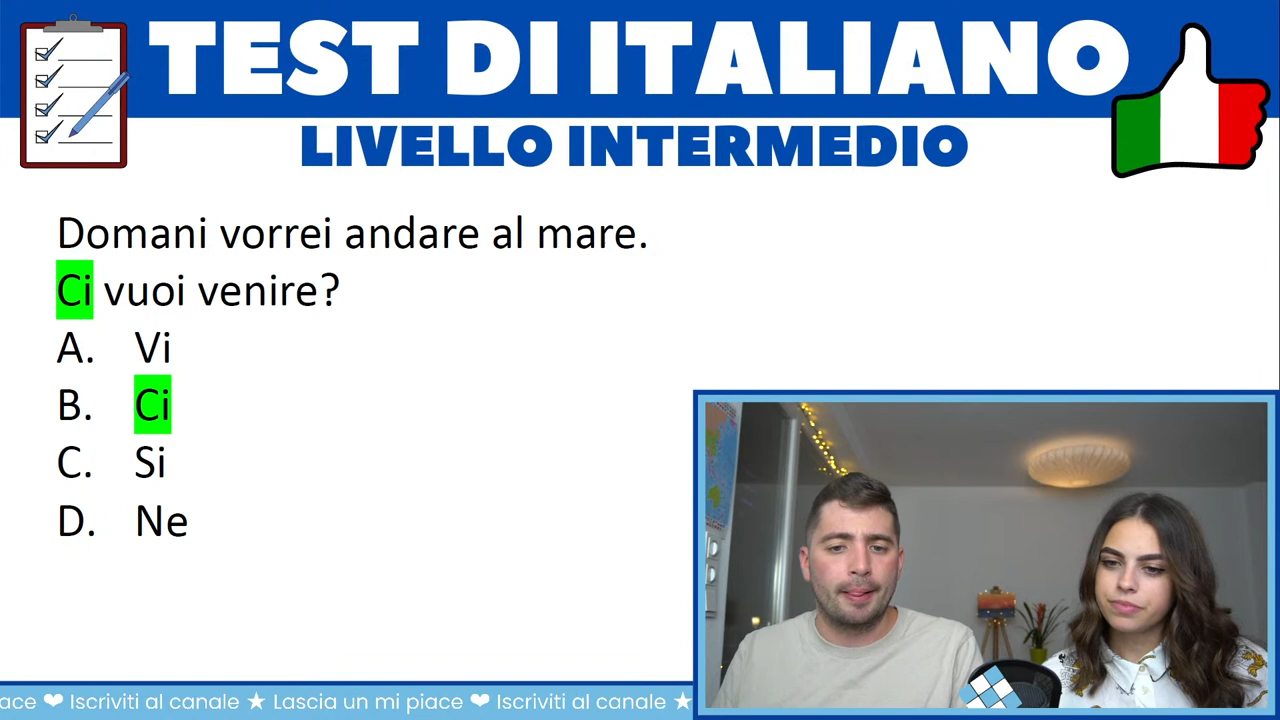 TEST DI ITALIANO
LIVELLO INTERMEDIO
Domani vorrei andare al mare.
Ci vuoi venire?
A. Vi
B. Ci
C. Si
D. Ne
ace ❤ Iscriviti al canale ★ Lascia un mi piace ❤ Iscriviti al canale ★